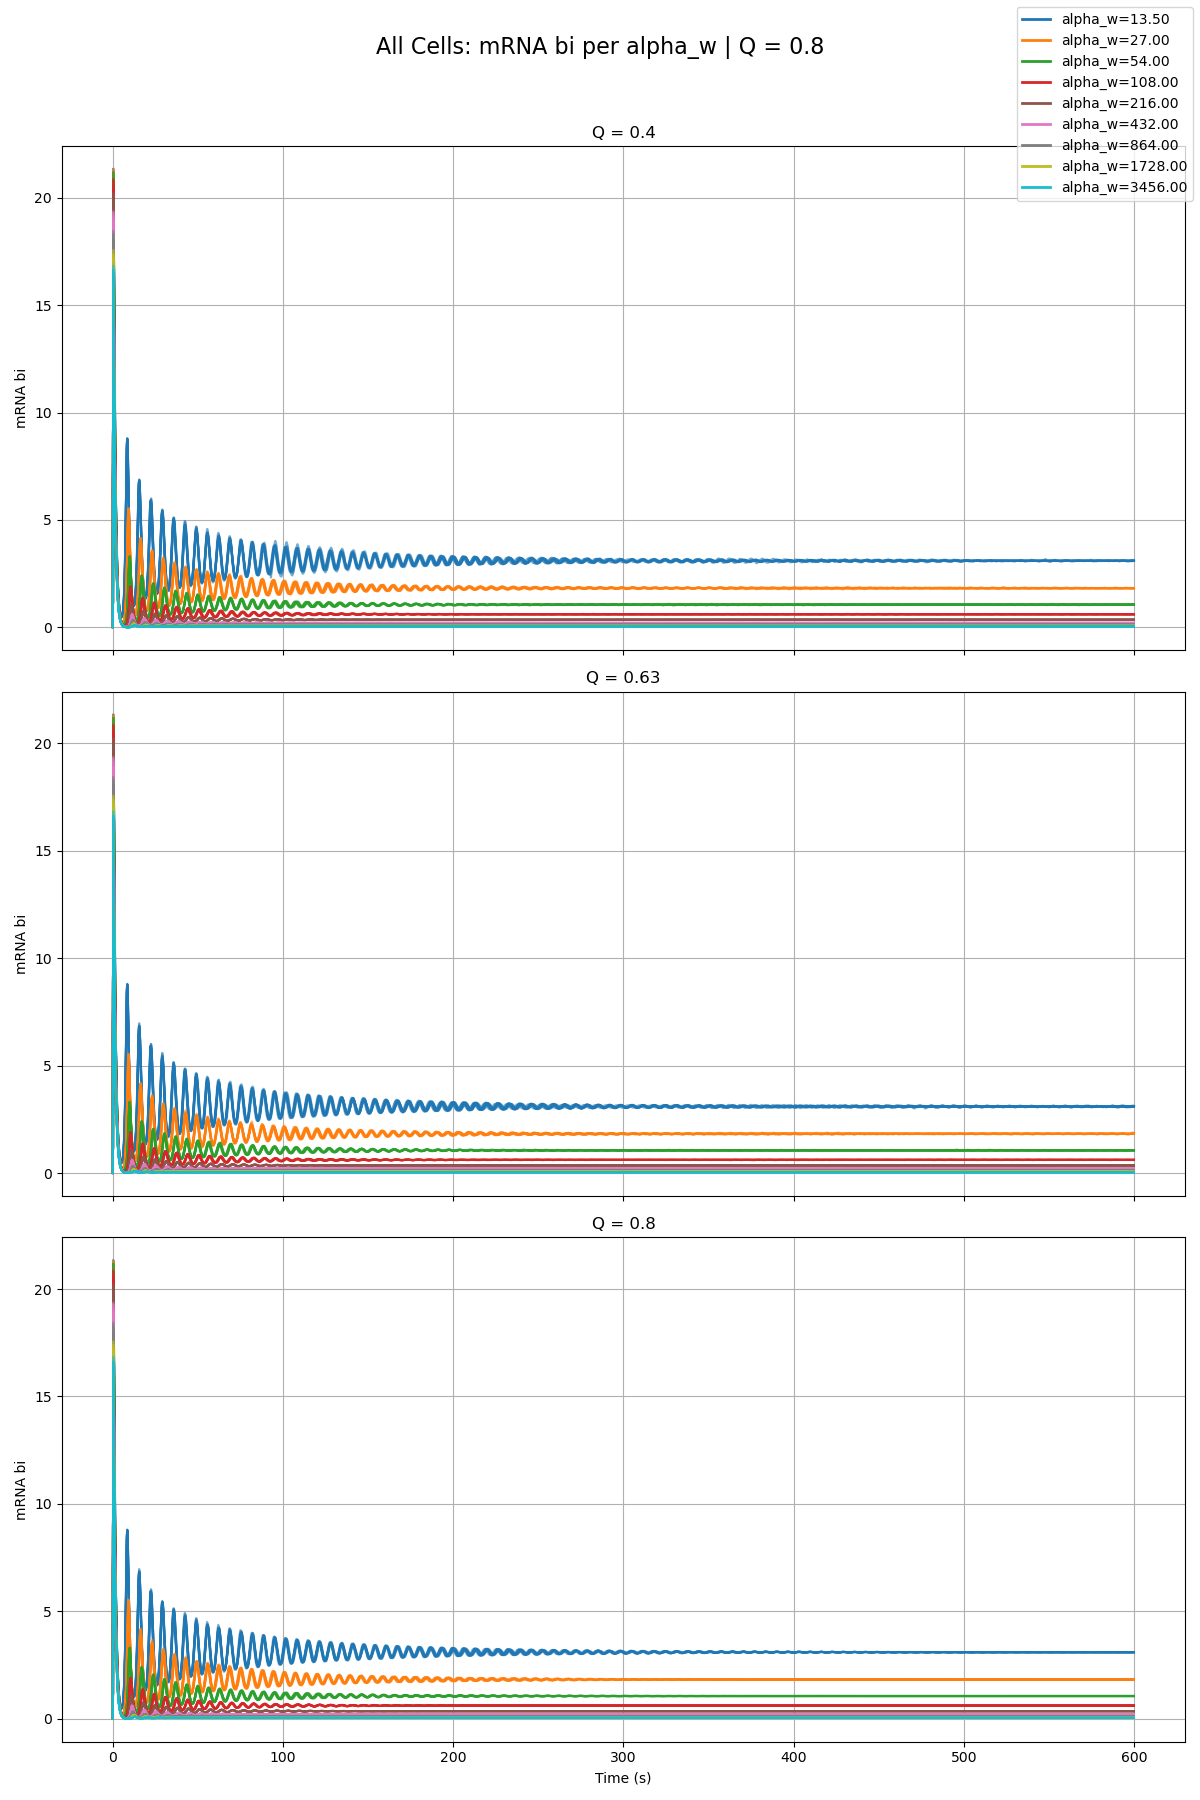 All Cells: mRNA bi per alpha_w | Q = 0.8
alpha_w=13.50
alpha_w=27.00
alpha_w=54.00
alpha_w=108.00
alpha_w=216.00
alpha_w=432.00
alpha_w=864.00
alpha_w=1728.00
alpha_w=3456.00
Q = 0.4
mRNA bi
20
15
10
5
0
Q = 0.63
mRNA bi
20
15
10
5
0
Q = 0.8
mRNA bi
20
15
10
5
0
0 100 200 300 400 500 600
Time (s)